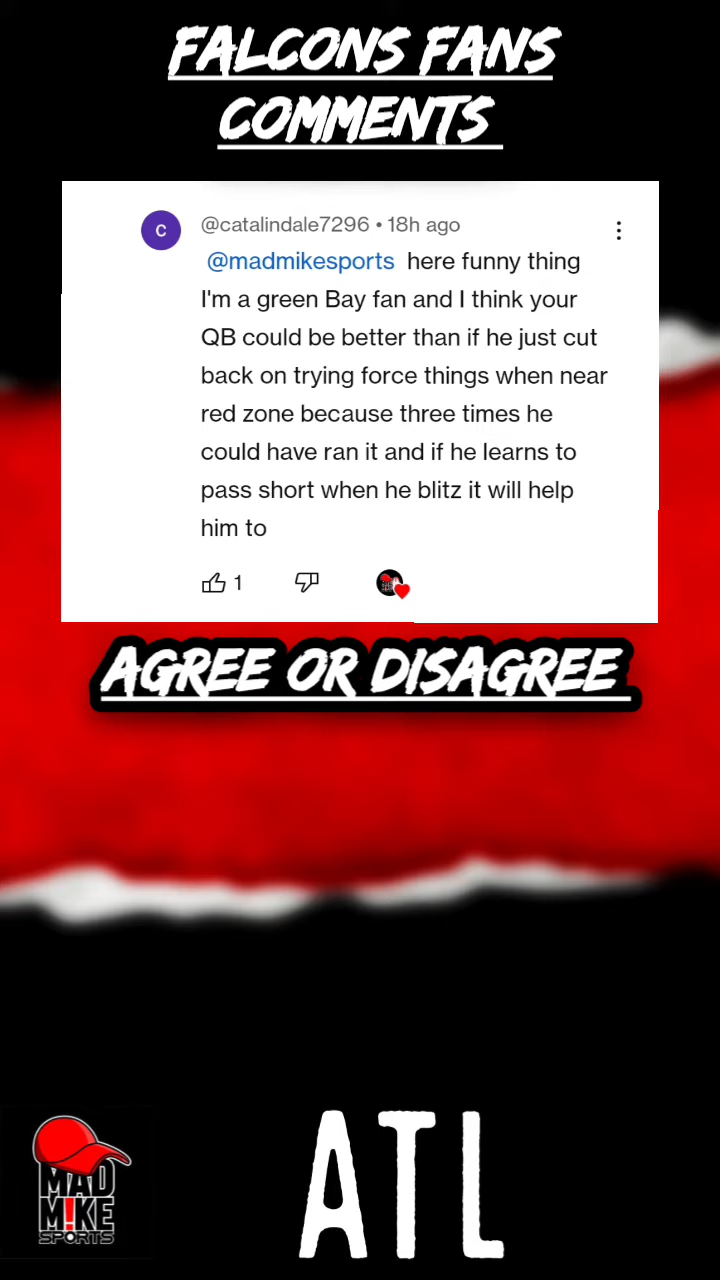 FALCONS FANS
COMMENTS
C
@catalindale7296 • 18h ago
@madmikesports here funny thing
I'm a green Bay fan and I think your
QB could be better than if he just cut
back on trying force things when near
red zone because three times he
could have ran it and if he learns to
pass short when he blitz it will help
him to
1
AGREE OR DISAGREE
MAD
M!KE
SPORTS
ATL